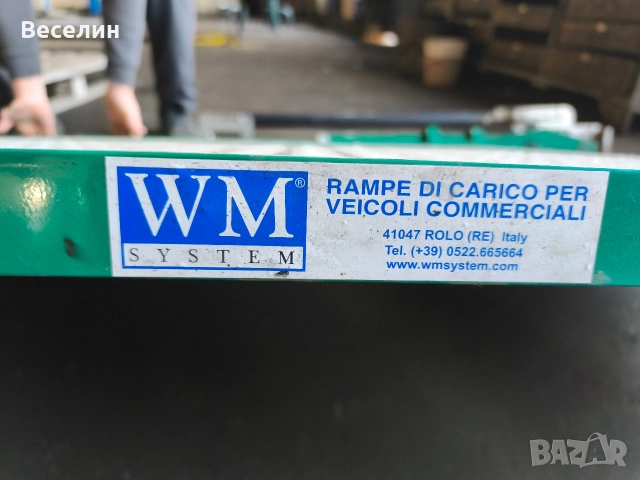 Веселин
WM®
SYSTEM
RAMPE DI CARICO PER
VEICOLI COMMERCIALI
41047 ROLO (RE) Italy
Tel. (+39) 0522.665664
www.wmsystem.com
BAZAR